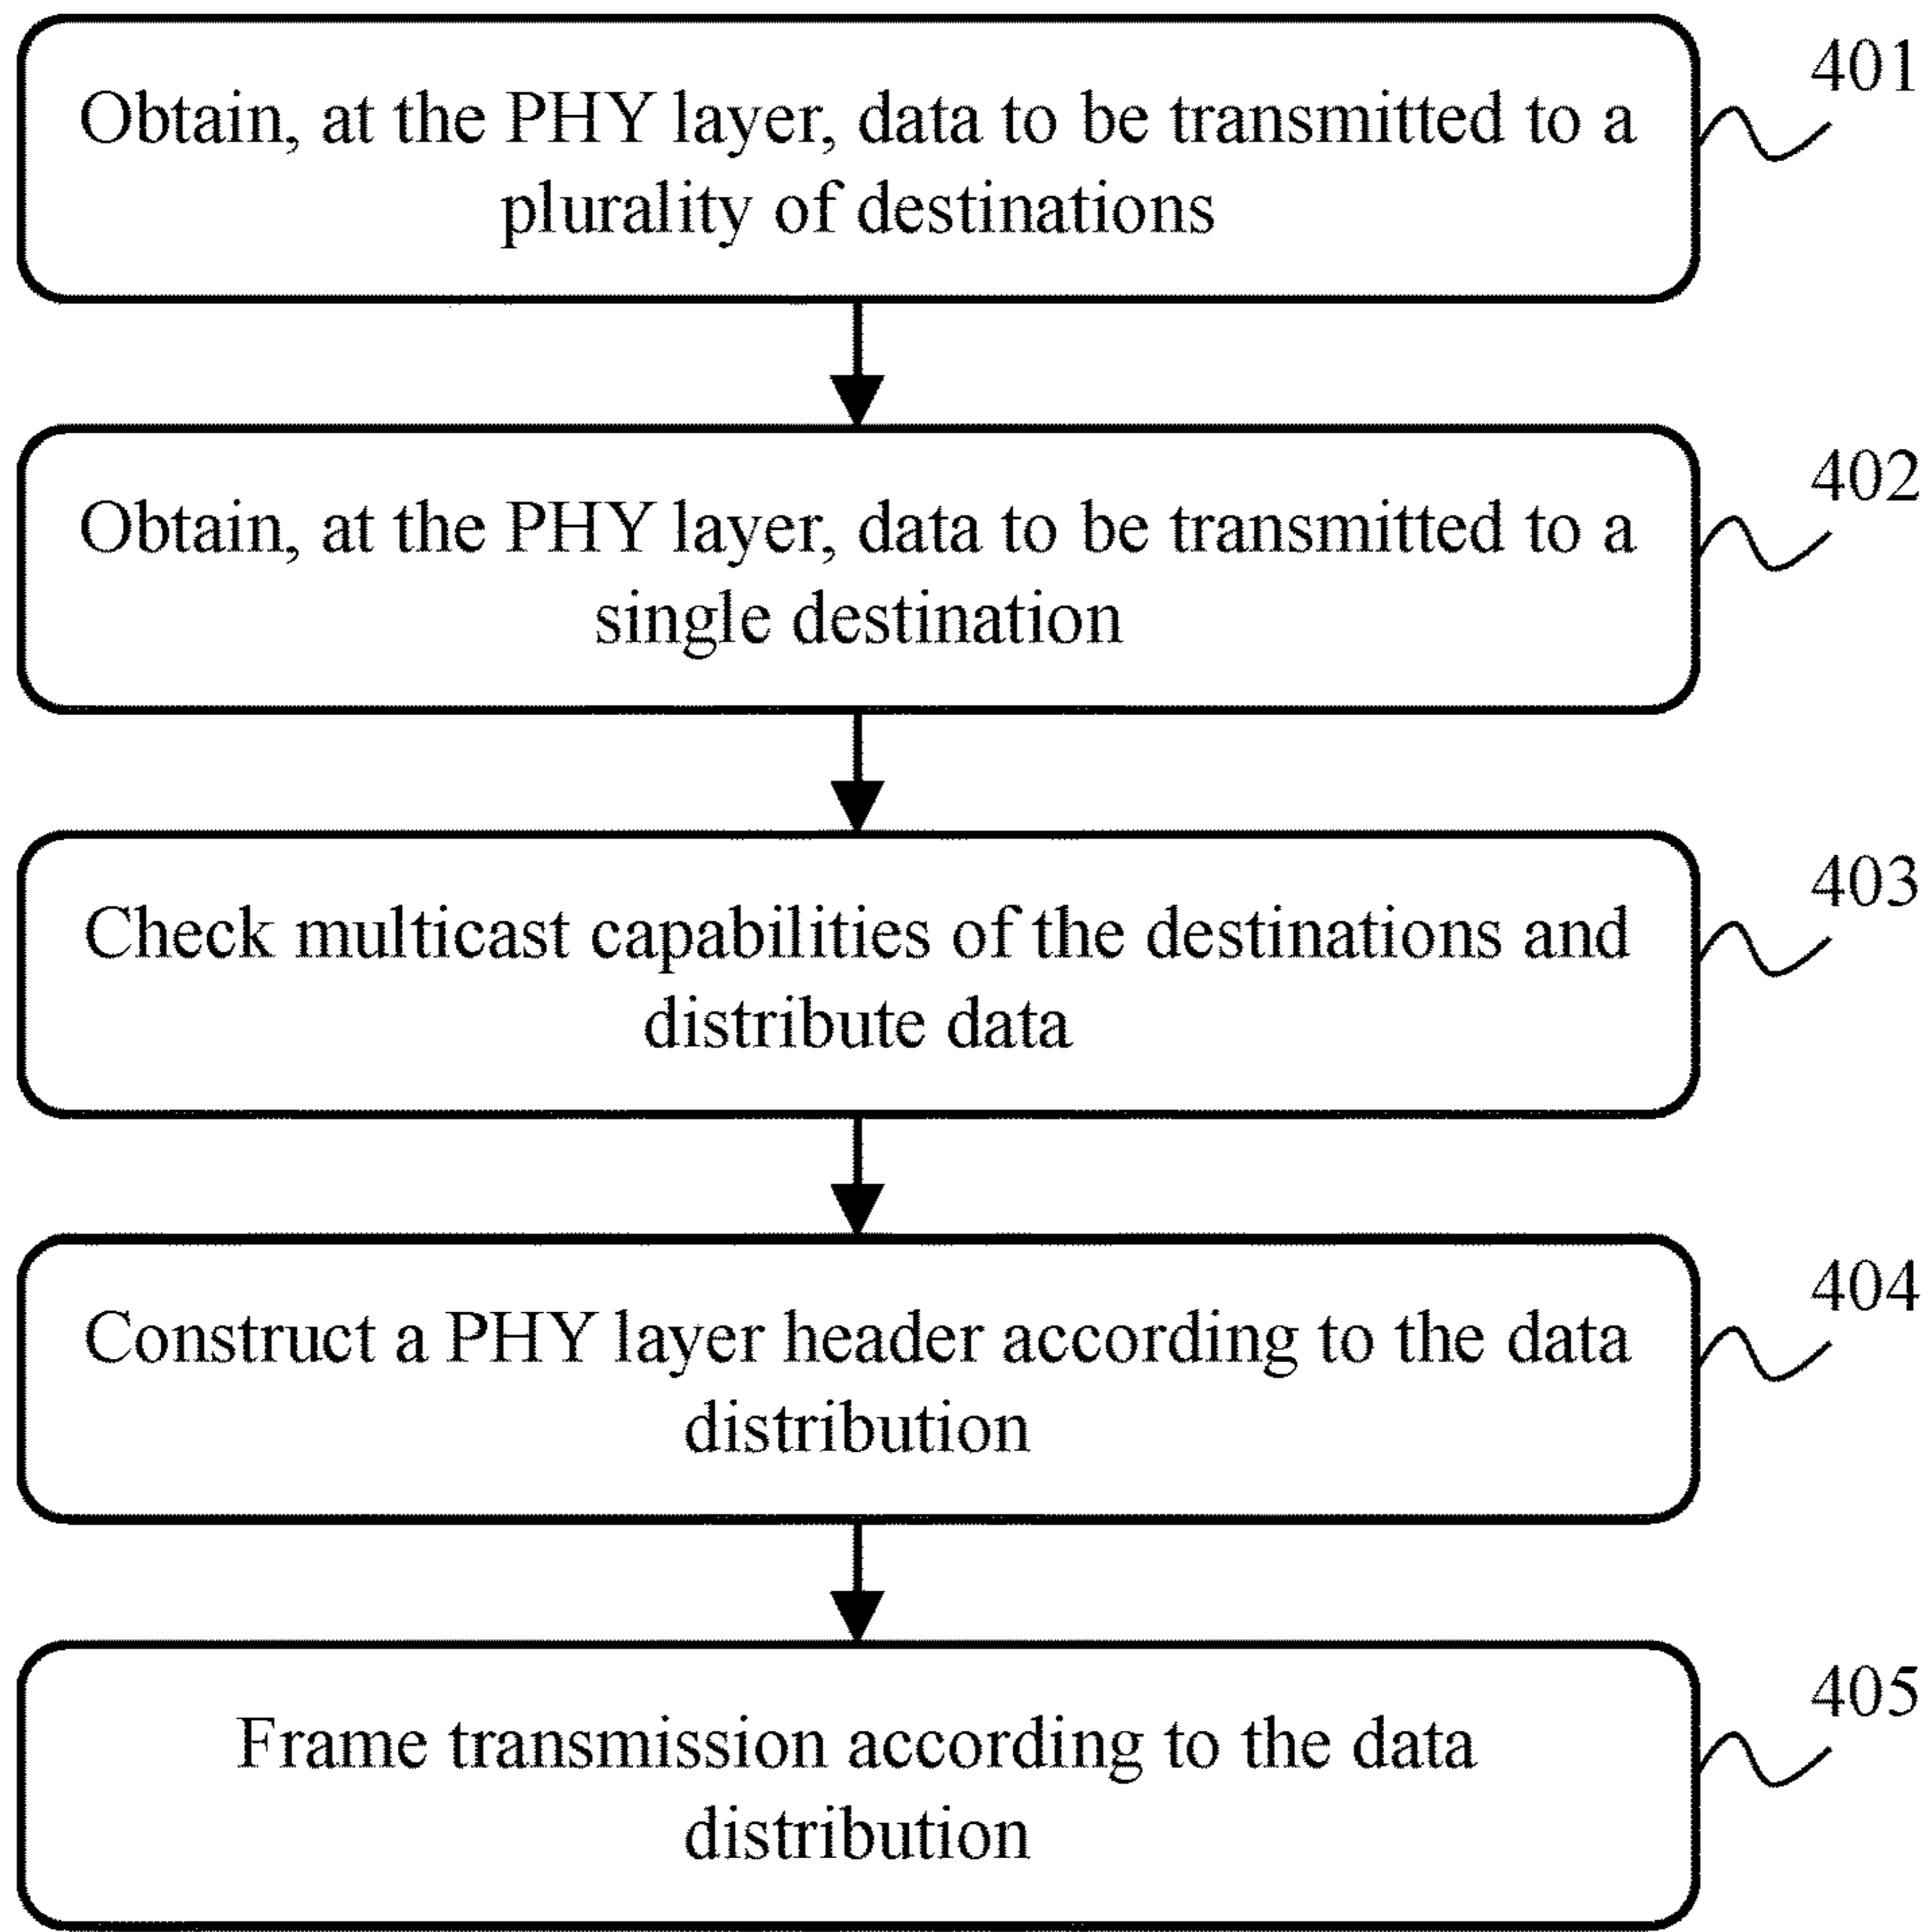 401
Obtain, at the PHY layer, data to be transmitted to a
plurality of destinations
402
Obtain, at the PHY layer, data to be transmitted to a
single destination
403
Check multicast capabilities of the destinations and
distribute data
404
Construct a PHY layer header according to the data
distribution
405
Frame transmission according to the data
distribution